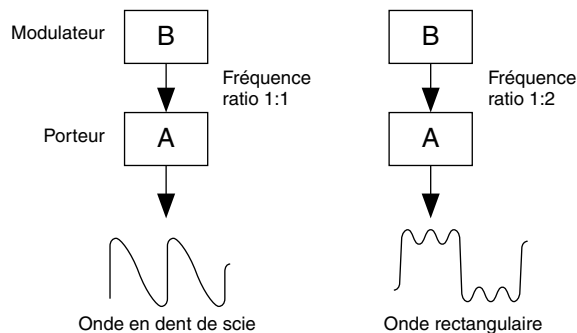 Modulateur
B
Fréquence
ratio 1:1
Porteur
A
Onde en dent de scie
B
Fréquence
ratio 1:2
A
Onde rectangulaire